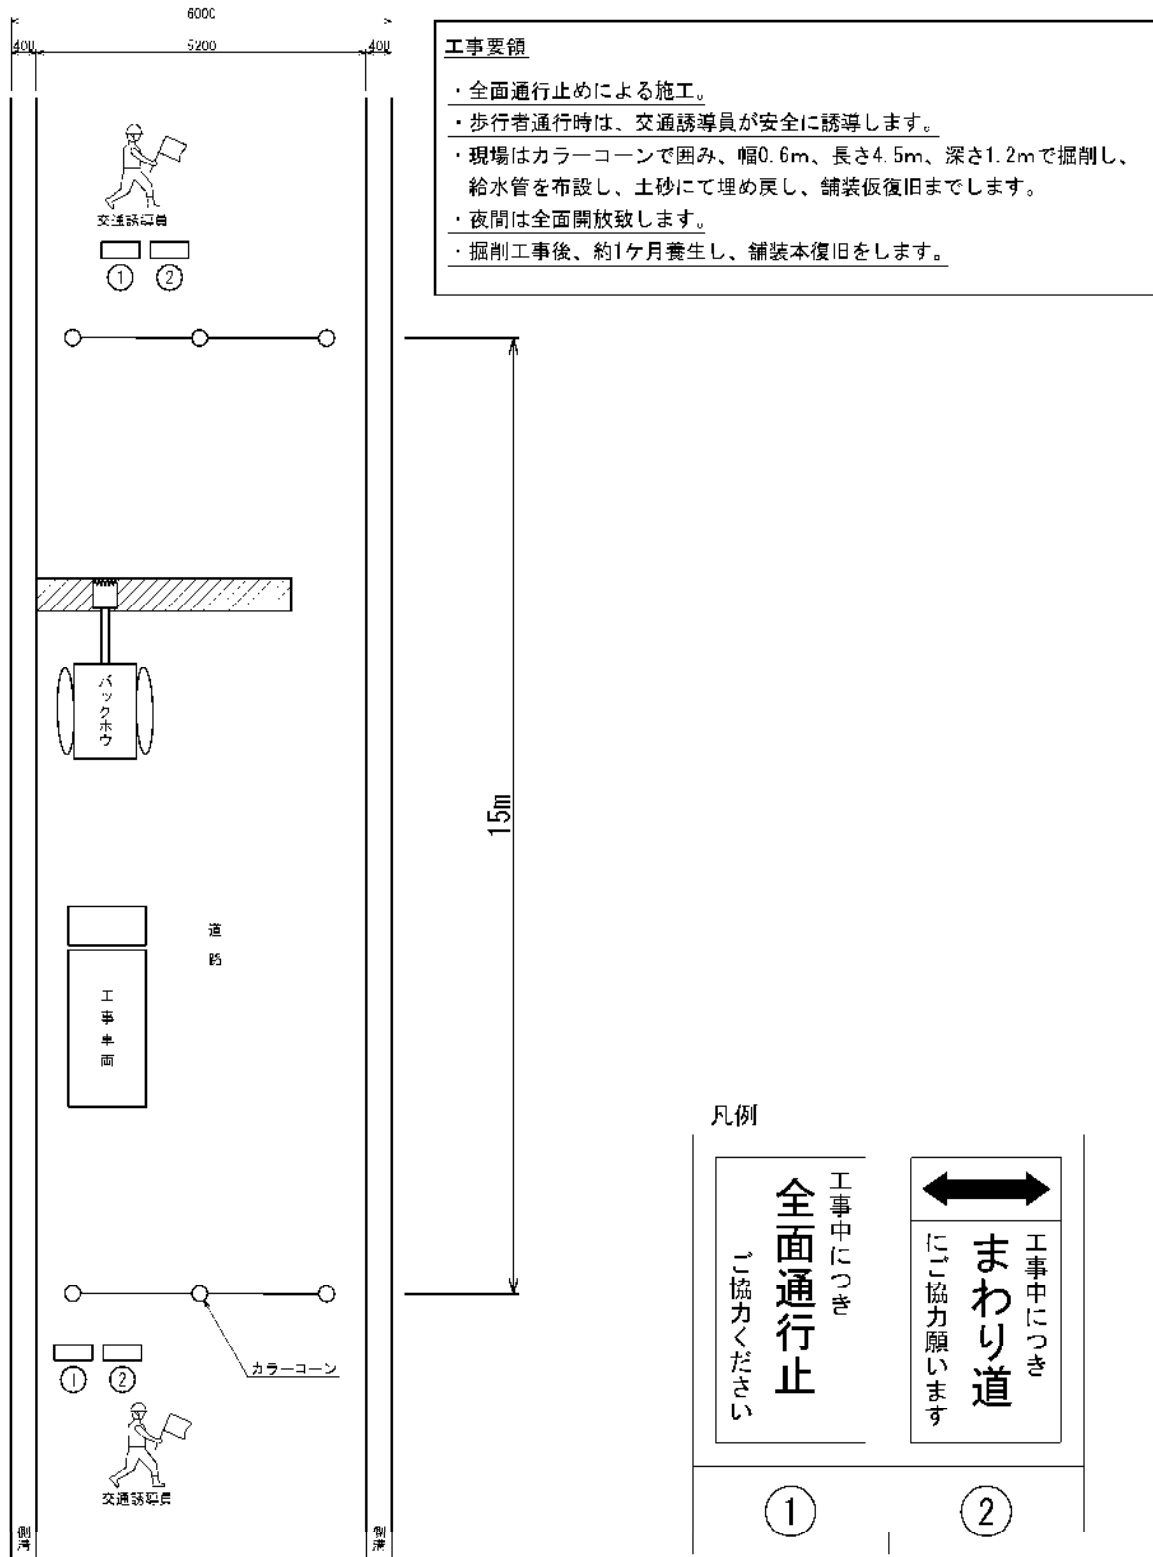 6000
400
5200
400
工事要領
・全面通行止めによる施工。
・歩行者通行時は、交通誘導員が安全に誘導します。
・現場はカラーコーンで囲み、幅0.6m、長さ4.5m、深さ1.2mで掘削し、
給水管を布設し、土砂にて埋め戻し、舗装仮復旧までします。
・夜間は全面開放致します。
・掘削工事後、約1ケ月養生し、舗装本復旧をします。
交通誘導員
① ②
バックホウ
15m
道路
工事車両
① ②
カラーコーン
交通誘導員
側溝
側溝
凡例
工事中につき
全面通行止
ご協力ください
工事中につき
まわり道
にご協力願います
①
②